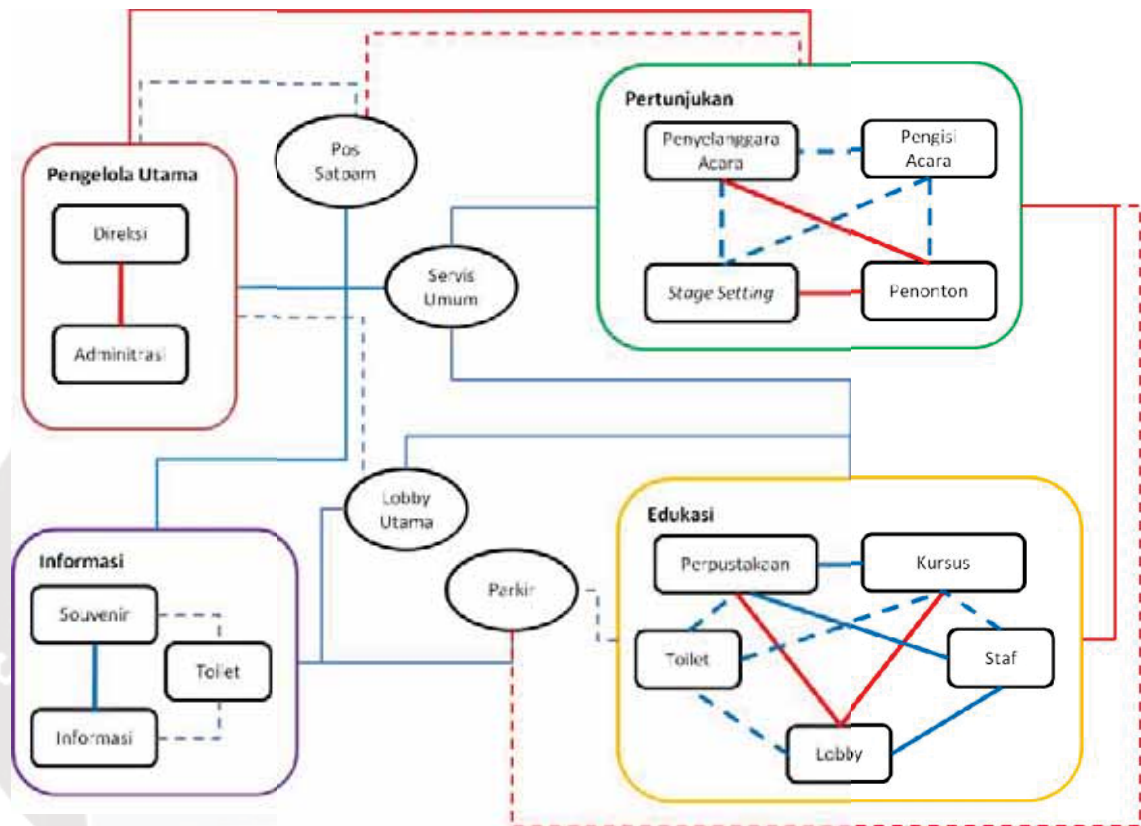 Pertunjukan
Penyelanggara
Acara
Pengisi
Acara
Stage Setting
Penonton
Pos
Satpam
Pengelola Utama
Direksi
Adminitrasi
Servis
Umum
Lobby
Utama
Parkir
Informasi
Souvenir
Toilet
Informasi
Edukasi
Perpustakaan
Kursus
Toilet
Staf
Lobby